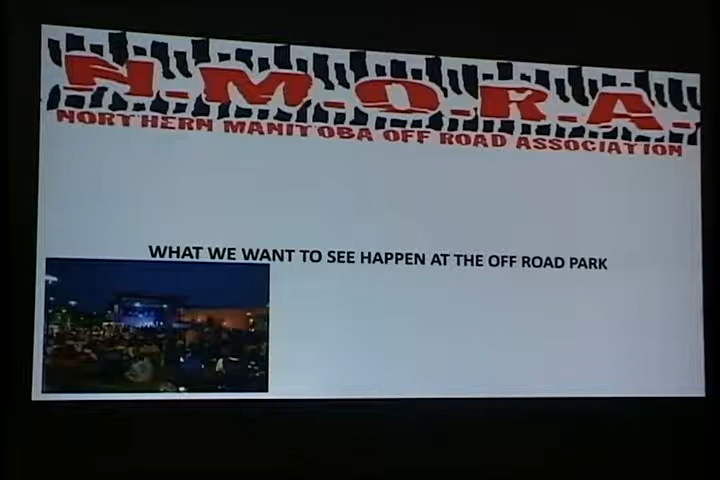 N.M.O.R.A.
NORTHERN MANITOBA OFF ROAD ASSOCIATION
WHAT WE WANT TO SEE HAPPEN AT THE OFF ROAD PARK